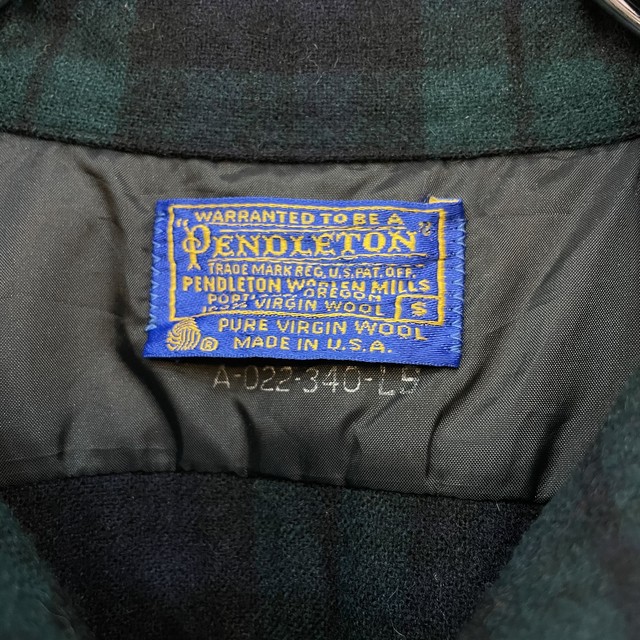 WARRANTED TO BE A
"PENDLETON"
TRADE MARK REG. U.S. PAT. OFF.
PENDLETON WOOLEN MILLS
OREGON
VIRGIN WOOL S
PURE VIRGIN WOOL
® MADE IN U.S.A.
A-022-340-LS